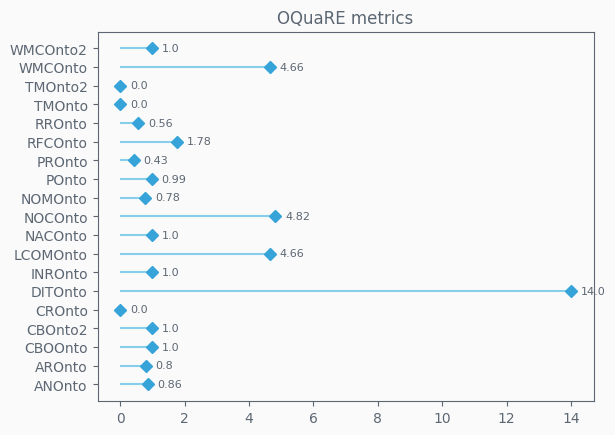 OQuaRE metrics
WMCOnto2 1.0
WMCOnto 4.66
TMOnto2 0.0
TMOnto 0.0
RROnto 0.56
RFCOnto 1.78
PROnto 0.43
POnto 0.99
NOMOnto 0.78
NOCOnto 4.82
NACOnto 1.0
LCOMOnto 4.66
INROnto 1.0
DITOnto 14.0
CROnto 0.0
CBOnto2 1.0
CBOOnto 1.0
AROnto 0.8
ANOnto 0.86
0 2 4 6 8 10 12 14